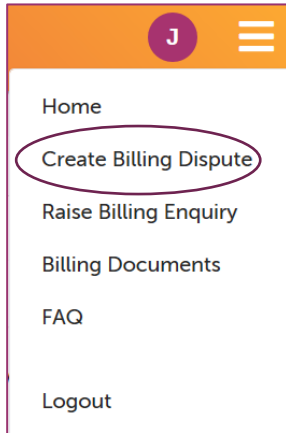 J
Home
Create Billing Dispute
Raise Billing Enquiry
Billing Documents
FAQ
Logout